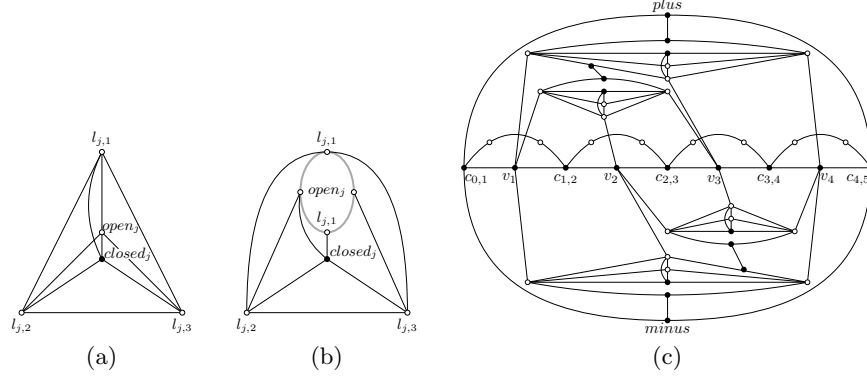 l_{j,1}
open_j
closed_j
l_{j,2}
l_{j,3}
(a)
l_{j,1}
open_j
l_{j,1}
closed_j
l_{j,2}
l_{j,3}
(b)
plus
c_{0,1} v_1 c_{1,2} v_2 c_{2,3} v_3 c_{3,4} v_4 c_{4,5}
minus
(c)